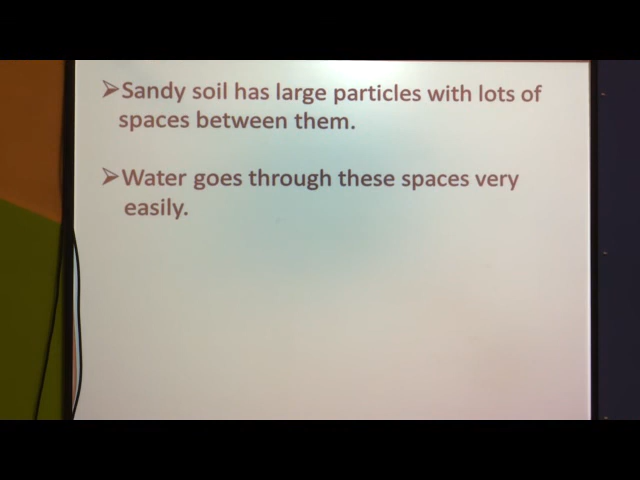 ➢Sandy soil has large particles with lots of
spaces between them.
➢Water goes through these spaces very
easily.